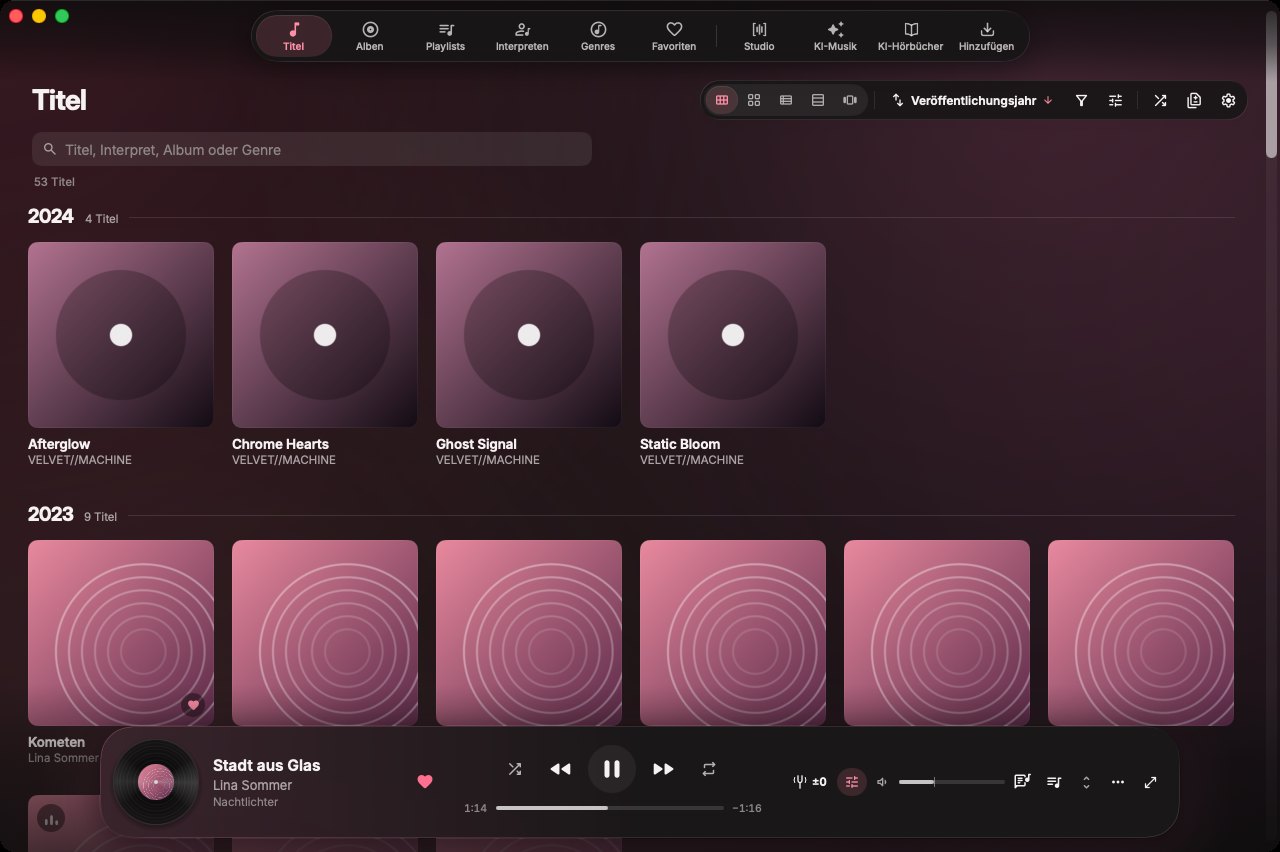 Titel
Alben
Playlists
Interpreten
Genres
Favoriten
Studio
KI-Musik
KI-Hörbücher
Hinzufügen
Titel
Veröffentlichungsjahr
Titel, Interpret, Album oder Genre
53 Titel
2024 4 Titel
Afterglow
VELVET//MACHINE
Chrome Hearts
VELVET//MACHINE
Ghost Signal
VELVET//MACHINE
Static Bloom
VELVET//MACHINE
2023 9 Titel
Kometen
Lina Sommer
Stadt aus Glas
Lina Sommer
Nachtlichter
1:14
−1:16
±0